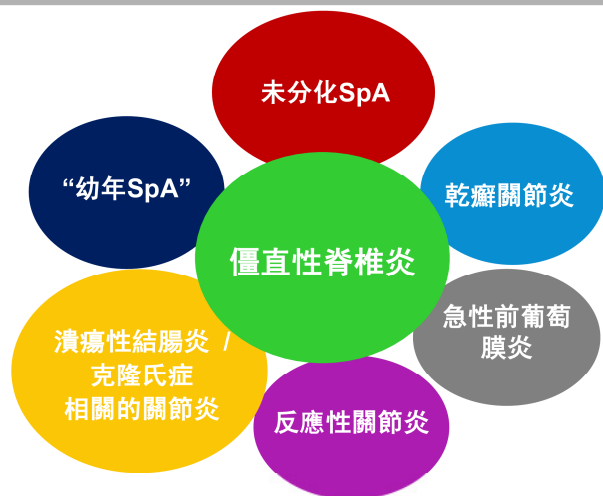 未分化SpA
“幼年SpA”
乾癬關節炎
僵直性脊椎炎
急性前葡萄
膜炎
潰瘍性結腸炎 /
克隆氏症
相關的關節炎
反應性關節炎